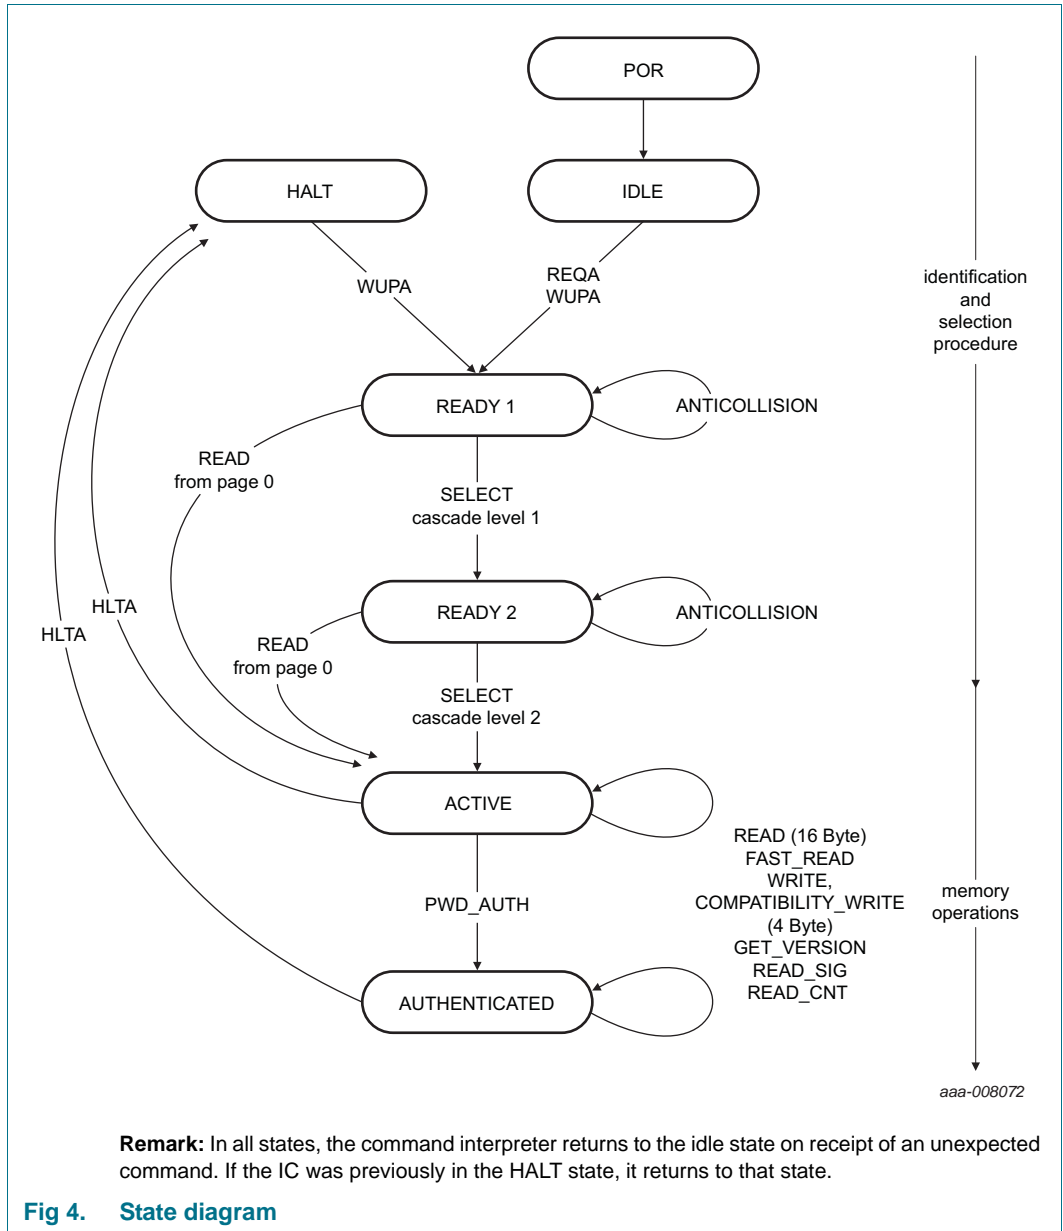 POR
HALT
IDLE
WUPA
REQA
WUPA
identification
and
selection
procedure
READY 1
ANTICOLLISION
READ
from page 0
SELECT
cascade level 1
READY 2
ANTICOLLISION
HLTA
HLTA
READ
from page 0
SELECT
cascade level 2
ACTIVE
READ (16 Byte)
FAST_READ
WRITE,
COMPATIBILITY_WRITE
(4 Byte)
GET_VERSION
READ_SIG
READ_CNT
memory
operations
PWD_AUTH
AUTHENTICATED
aaa-008072
Remark: In all states, the command interpreter returns to the idle state on receipt of an unexpected
command. If the IC was previously in the HALT state, it returns to that state.
Fig 4. State diagram